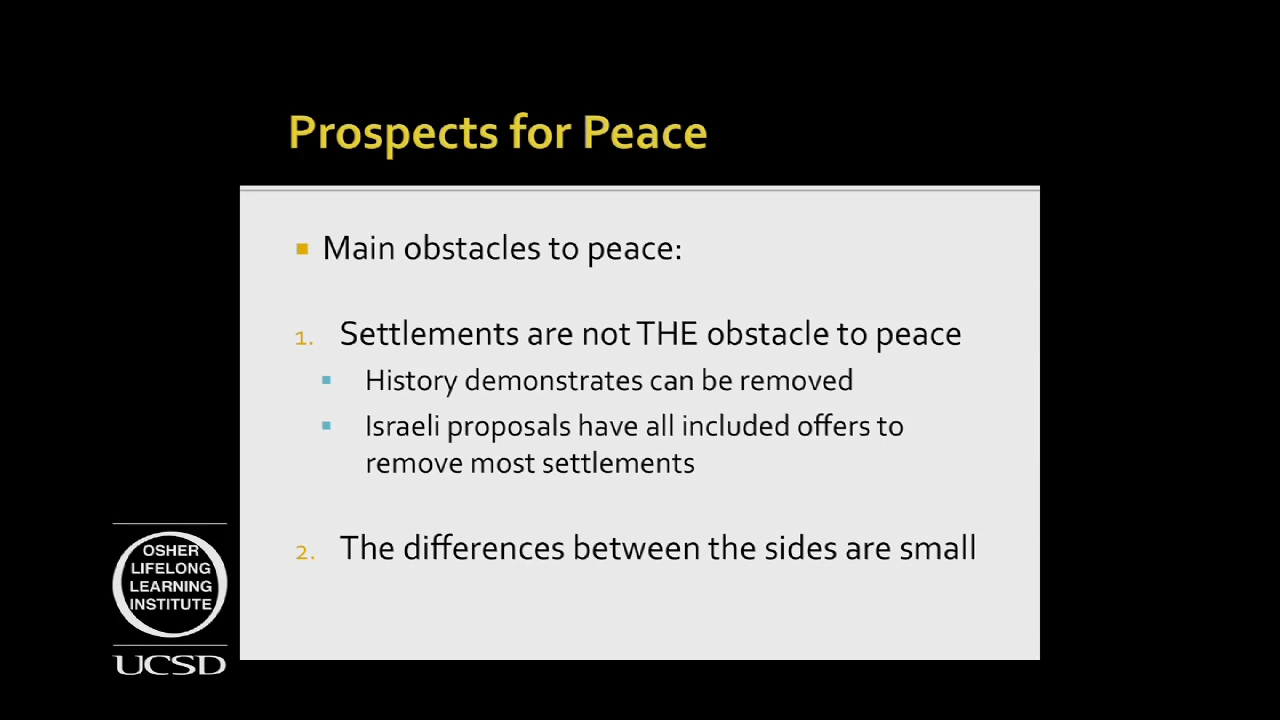 Prospects for Peace
Main obstacles to peace:
1. Settlements are not THE obstacle to peace
History demonstrates can be removed
Israeli proposals have all included offers to
remove most settlements
2. The differences between the sides are small
OSHER
LIFELONG
LEARNING
INSTITUTE
UCSD